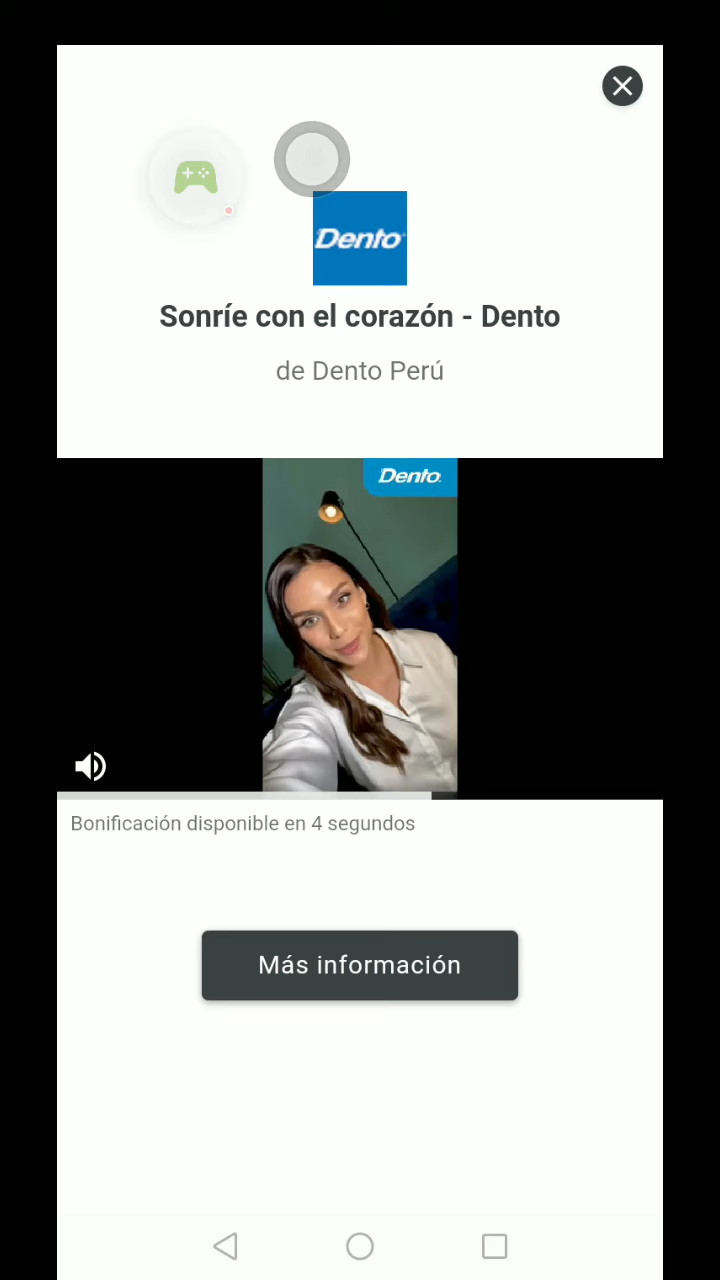 Dento
Sonríe con el corazón - Dento
de Dento Perú
Dento
Bonificación disponible en 4 segundos
Más información